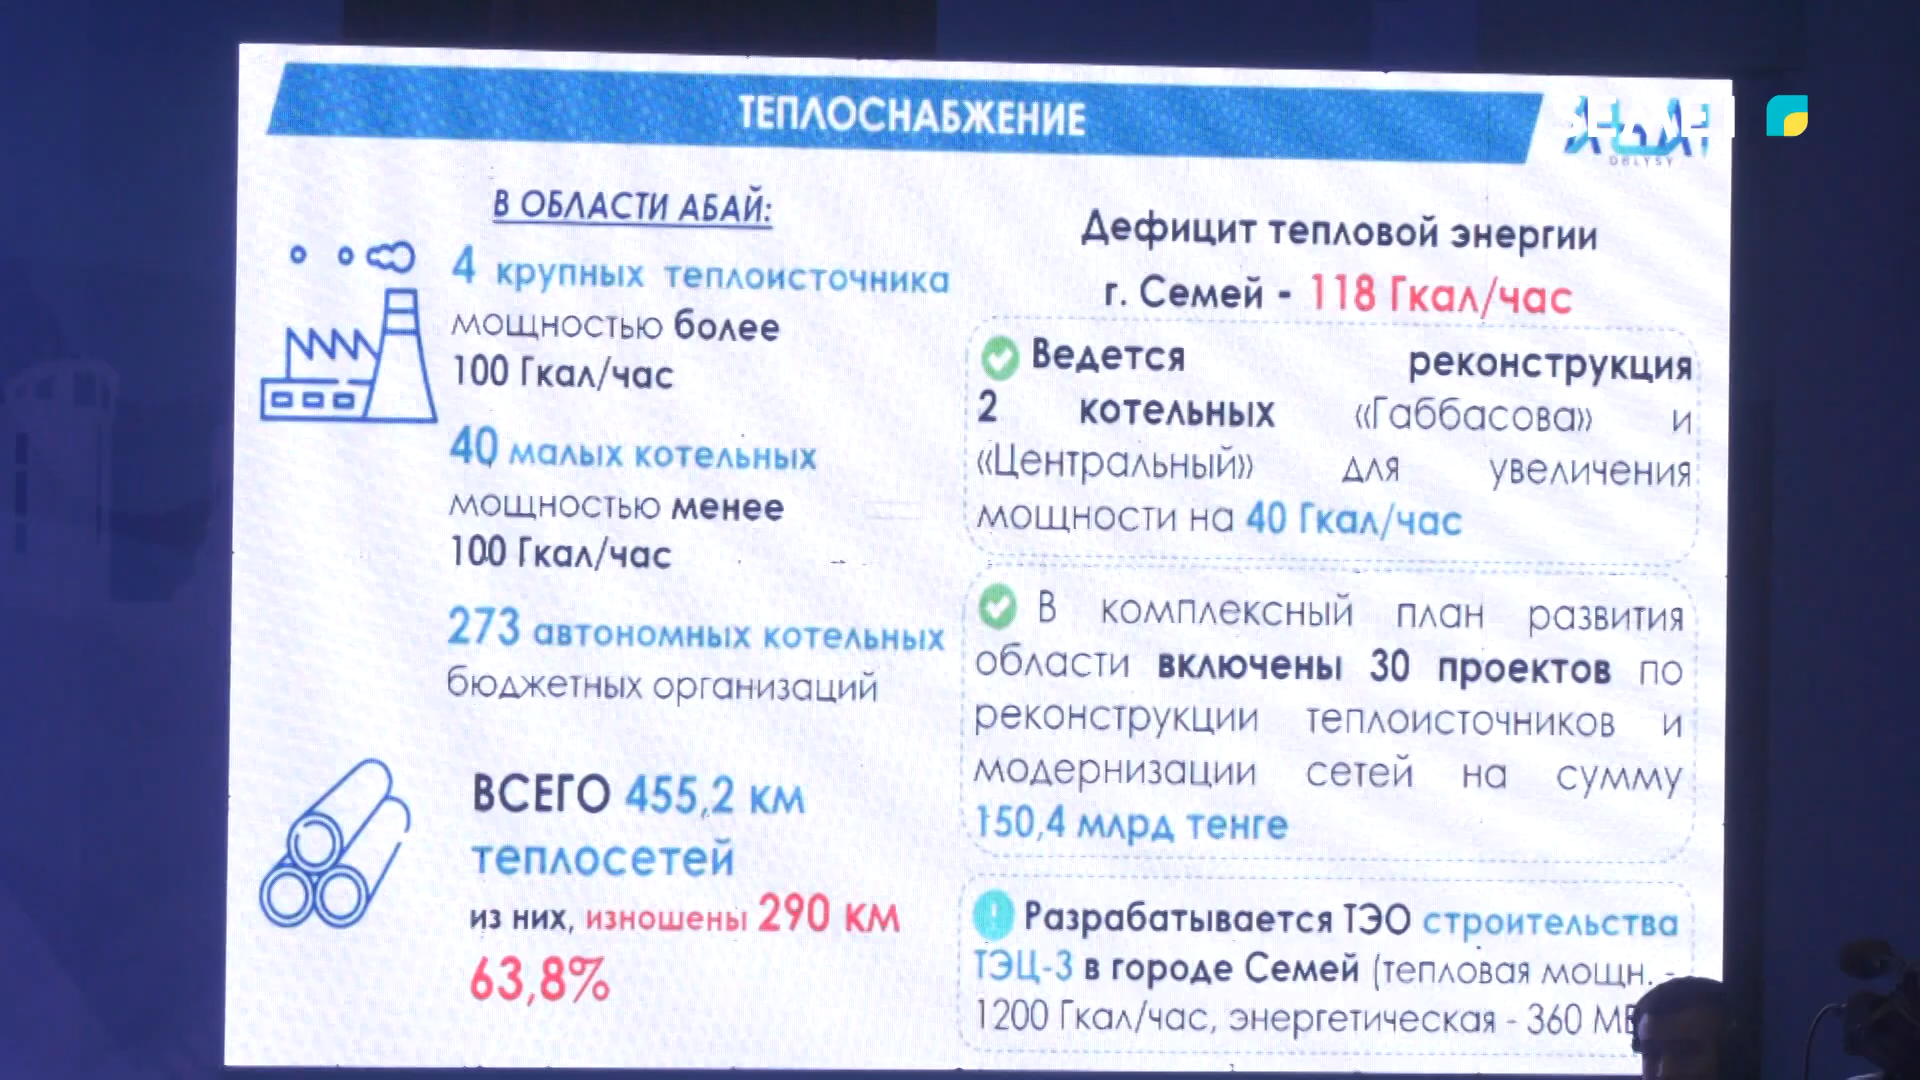 ТЕПЛОСНАБЖЕНИЕ
OBLYSY
В ОБЛАСТИ АБАЙ:
4 крупных теплоисточника
мощностью более
100 Гкал/час
40 малых котельных
мощностью менее
100 Гкал/час
273 автономных котельных
бюджетных организаций
ВСЕГО 455,2 км
теплосетей
из них, изношены 290 км
63,8%
Дефицит тепловой энергии
г. Семей - 118 Гкал/час
Ведется реконструкция
2 котельных «Габбасова» и
«Центральный» для увеличения
мощности на 40 Гкал/час
В комплексный план развития
области включены 30 проектов по
реконструкции теплоисточников и
модернизации сетей на сумму
150,4 млрд тенге
Разрабатывается ТЭО строительства
ТЭЦ-3 в городе Семей (тепловая мощн. -
1200 Гкал/час, энергетическая - 360